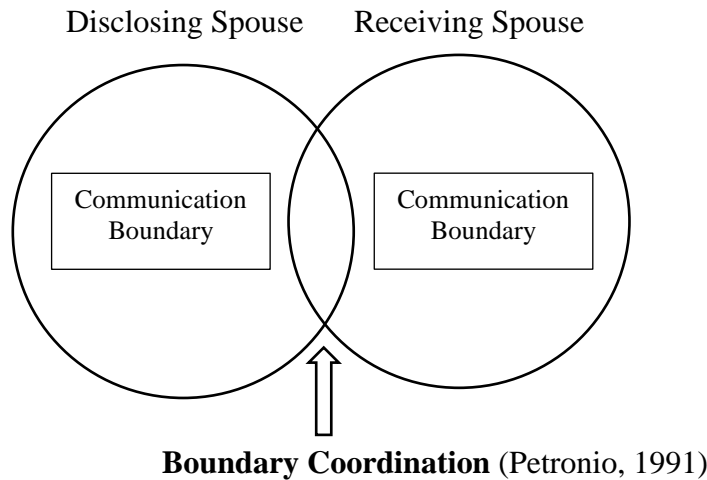 Disclosing Spouse
Receiving Spouse
Communication
Boundary
Communication
Boundary
Boundary Coordination (Petronio, 1991)